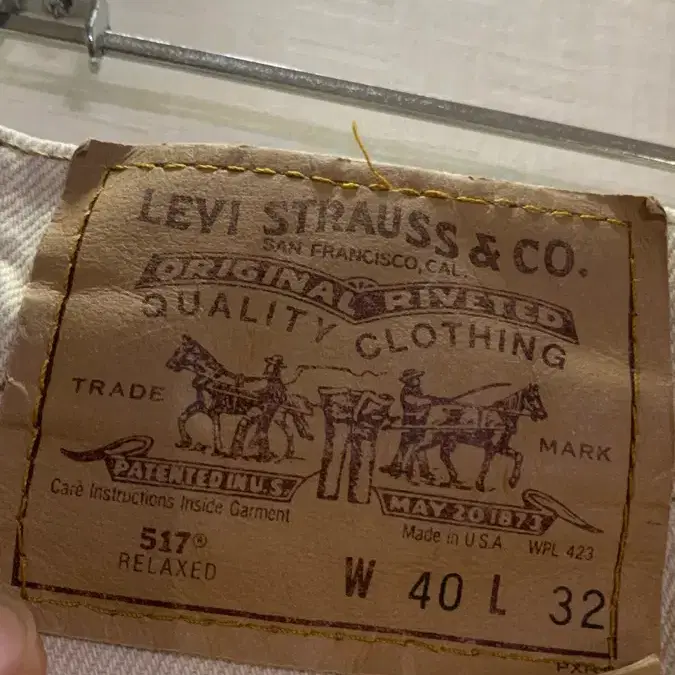 LEVI STRAUSS & CO.
SAN FRANCISCO, CAL.
ORIGINAL RIVETED
QUALITY CLOTHING
TRADE MARK
PATENTED IN U.S. MAY 20 1873
Care Instructions Inside Garment
Made in U S A WPL 423
517®
RELAXED
W 40 L 32